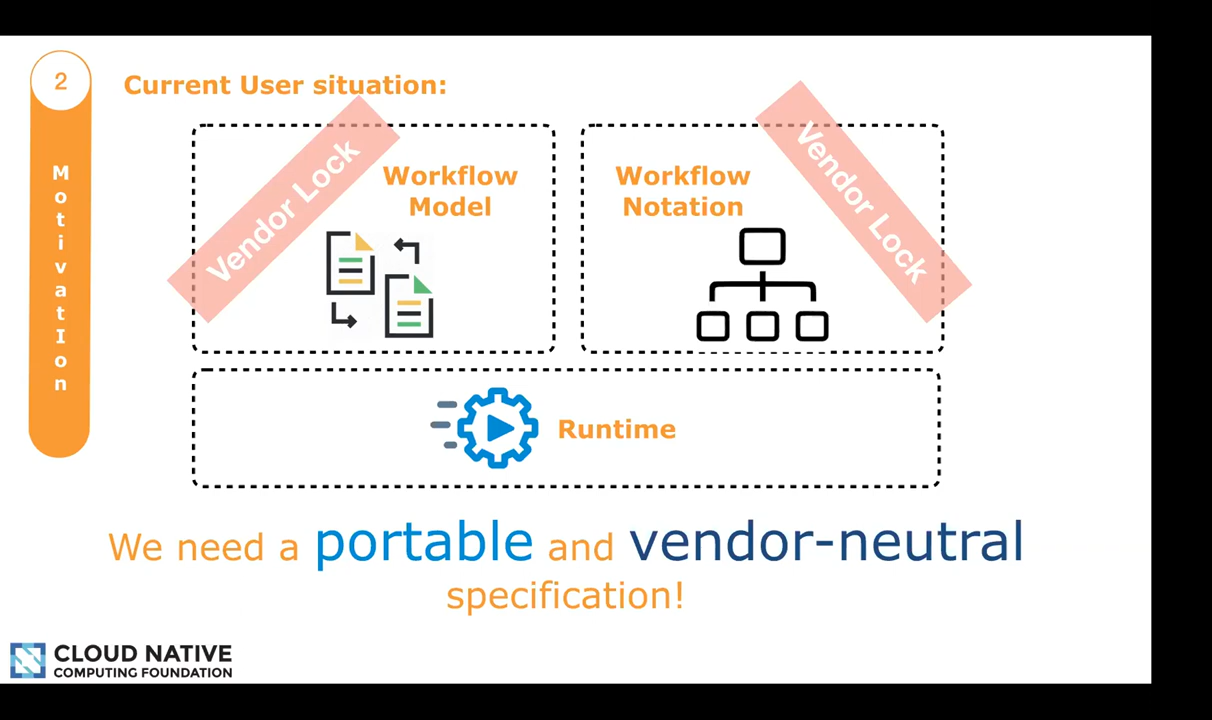 2
MotivatIon
Current User situation:
Vendor Lock
Workflow
Model
Workflow
Notation
Vendor Lock
Runtime
We need a portable and vendor-neutral
specification!
CLOUD NATIVE
COMPUTING FOUNDATION